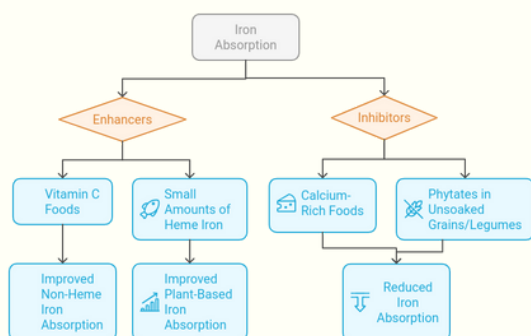 Iron
Absorption
Enhancers
Inhibitors
Vitamin C
Foods
Small
Amounts of
Heme Iron
Calcium-
Rich Foods
Phytates in
Unsoaked
Grains/Legumes
Improved
Non-Heme
Iron
Absorption
Improved
Plant-Based
Iron
Absorption
Reduced
Iron
Absorption